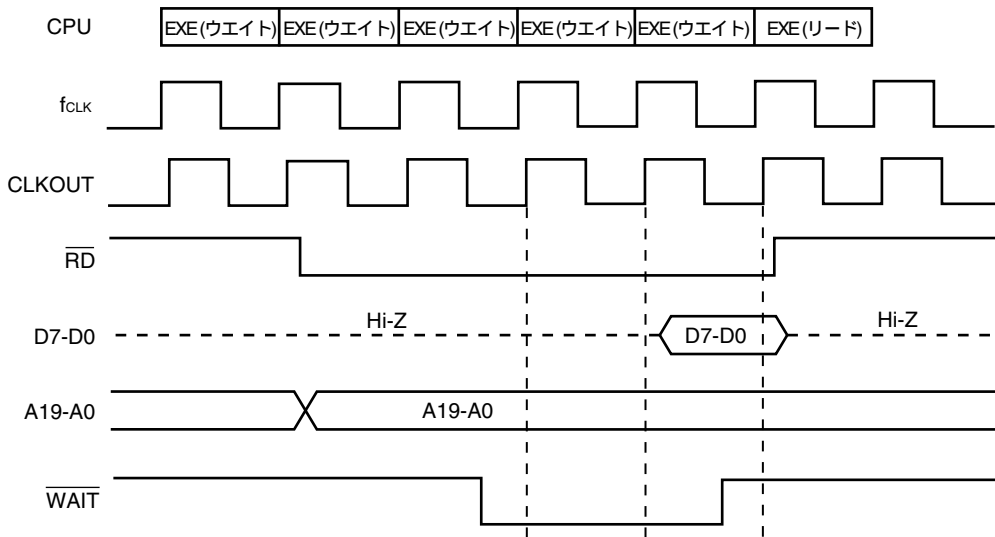 CPU EXE(ウエイト) EXE(ウエイト) EXE(ウエイト) EXE(ウエイト) EXE(ウエイト) EXE(リード)
fCLK
CLKOUT
RD
D7-D0 Hi-Z D7-D0 Hi-Z
A19-A0 A19-A0
WAIT